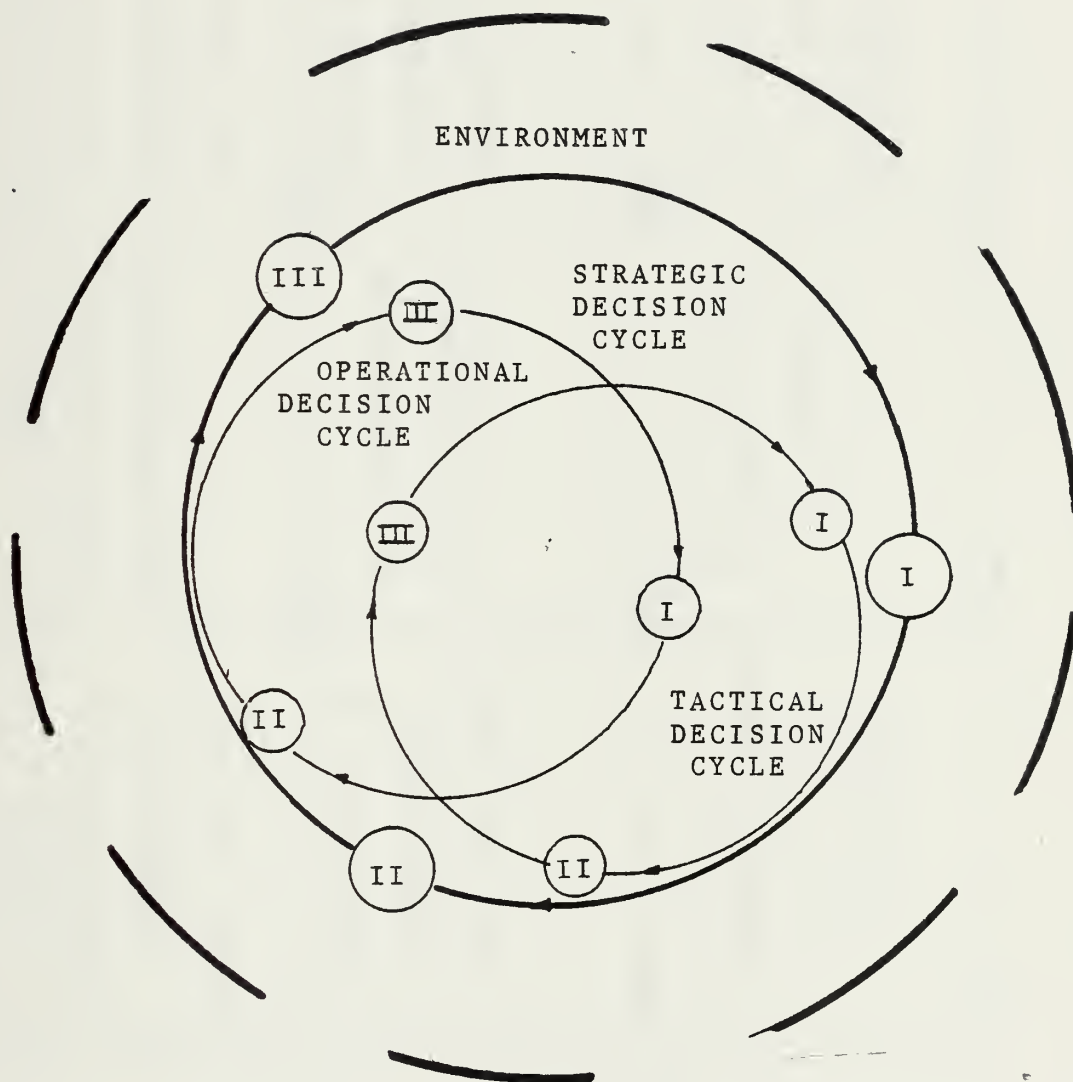 ENVIRONMENT
III
STRATEGIC
DECISION
CYCLE
III
OPERATIONAL
DECISION
CYCLE
III
I
I
I
TACTICAL
DECISION
CYCLE
II
II
II